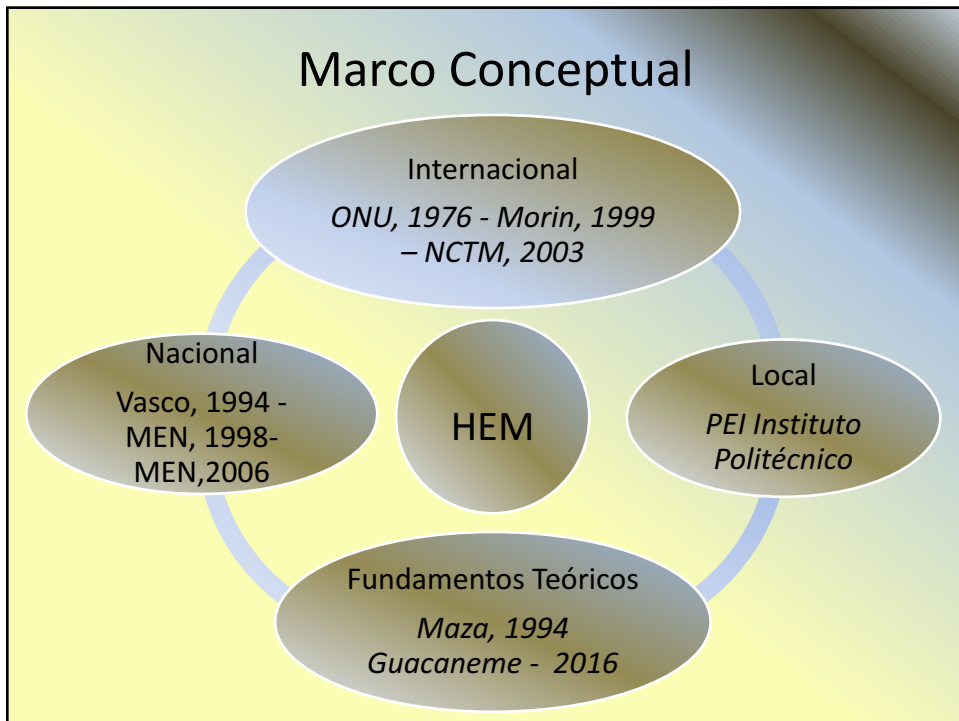 Marco Conceptual
Internacional
ONU, 1976 - Morin, 1999
– NCTM, 2003
Nacional
Vasco, 1994 -
MEN, 1998-
MEN,2006
HEM
Local
PEI Instituto
Politécnico
Fundamentos Teóricos
Maza, 1994
Guacaneme - 2016